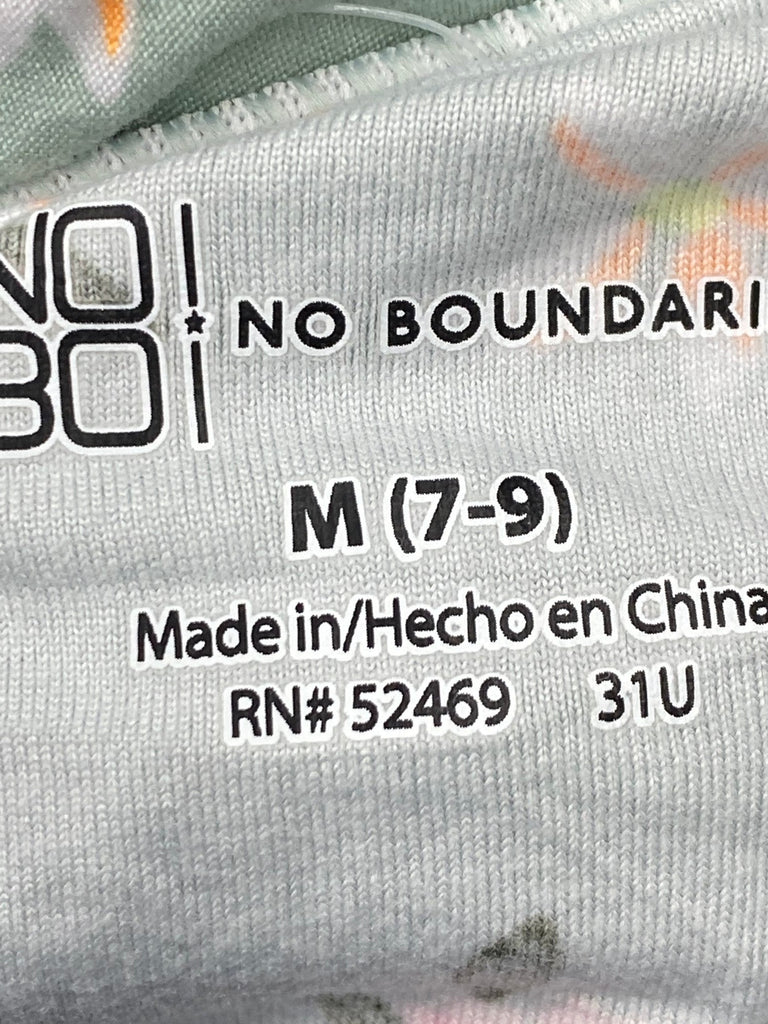 NO
BO
NO BOUNDARI
M (7-9)
Made in/Hecho en China
RN# 52469 31U